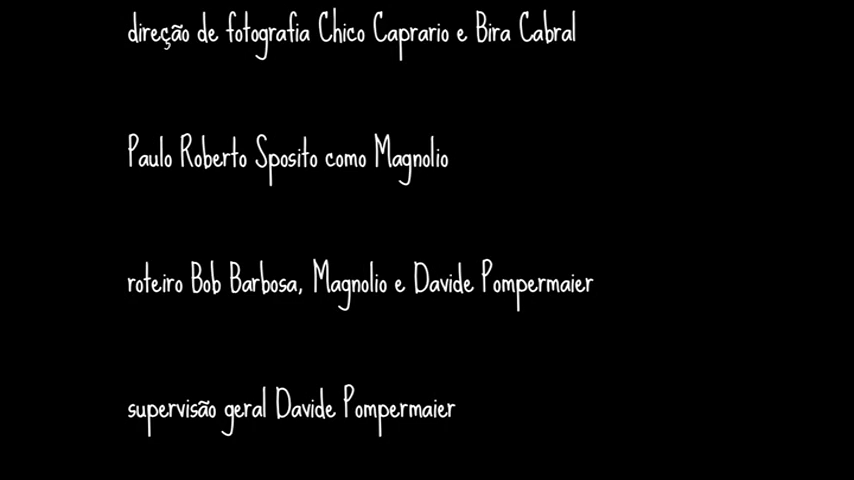 direção de fotografia Chico Caprario e Bira Cabral
Paulo Roberto Sposito como Magnolio
roteiro Bob Barbosa, Magnolio e Davide Pompermaier
supervisão geral Davide Pompermaier